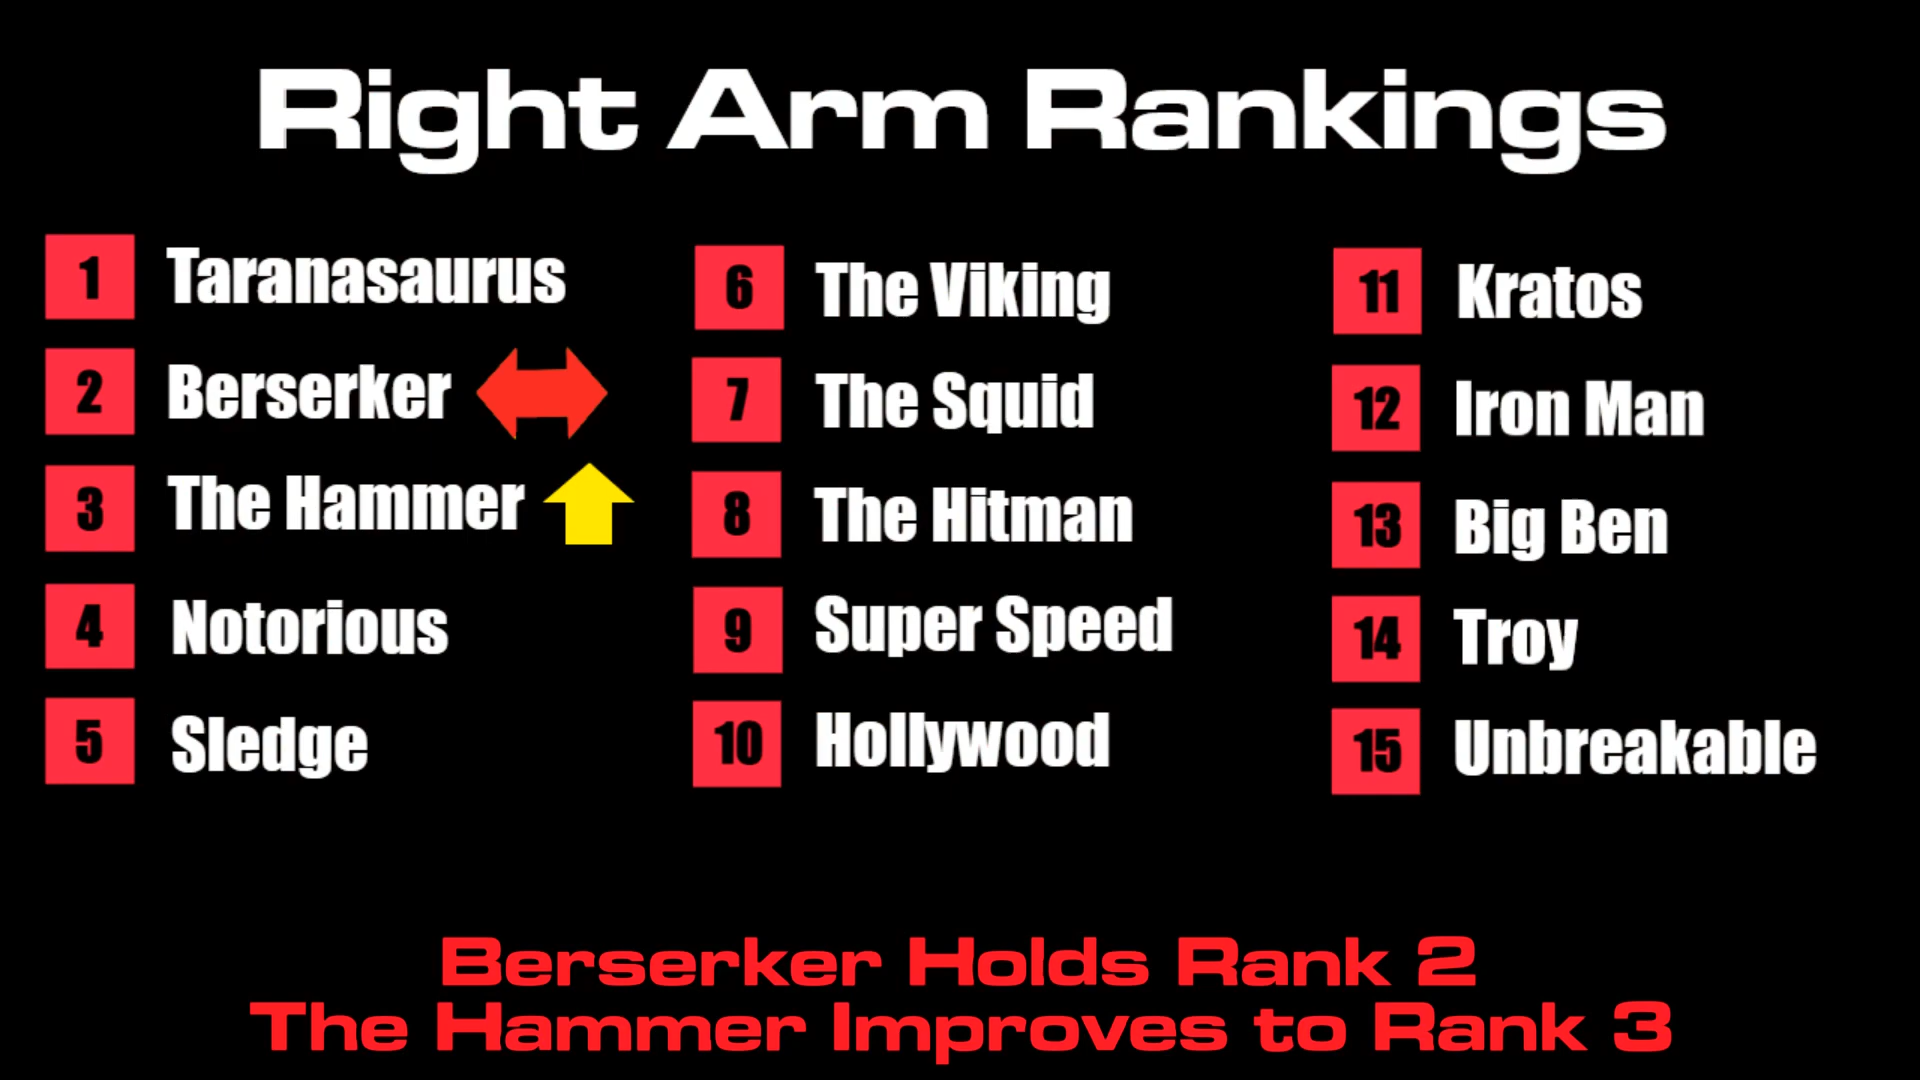 Right Arm Rankings
1 Taranasaurus
2 Berserker
3 The Hammer
4 Notorious
5 Sledge
6 The Viking
7 The Squid
8 The Hitman
9 Super Speed
10 Hollywood
11 Kratos
12 Iron Man
13 Big Ben
14 Troy
15 Unbreakable
Berserker Holds Rank 2
The Hammer Improves to Rank 3